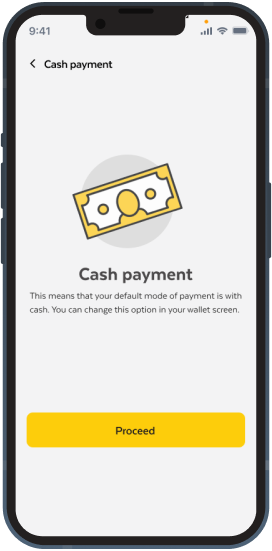 9:41
Cash payment
Cash payment
This means that your default mode of payment is with
cash. You can change this option in your wallet screen.
Proceed